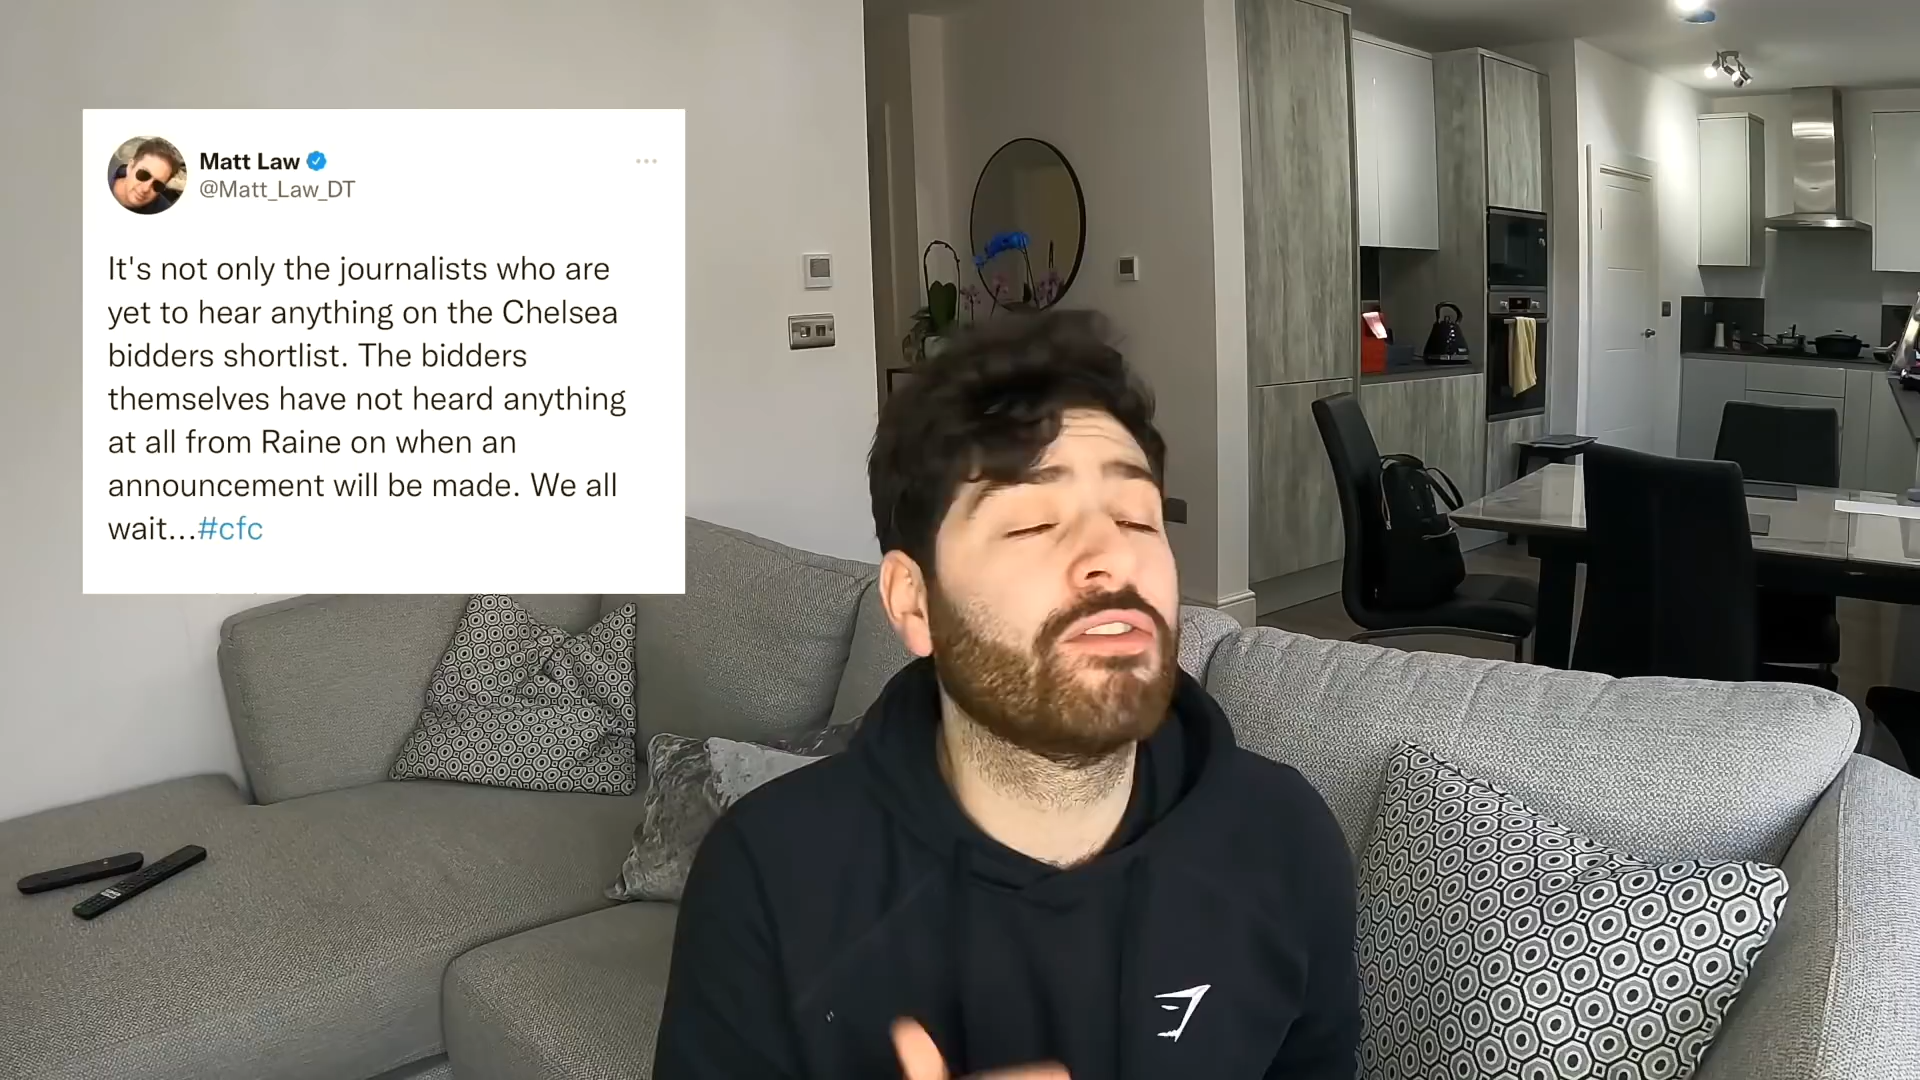 Matt Law
@Matt_Law_DT
It's not only the journalists who are
yet to hear anything on the Chelsea
bidders shortlist. The bidders
themselves have not heard anything
at all from Raine on when an
announcement will be made. We all
wait...#cfc